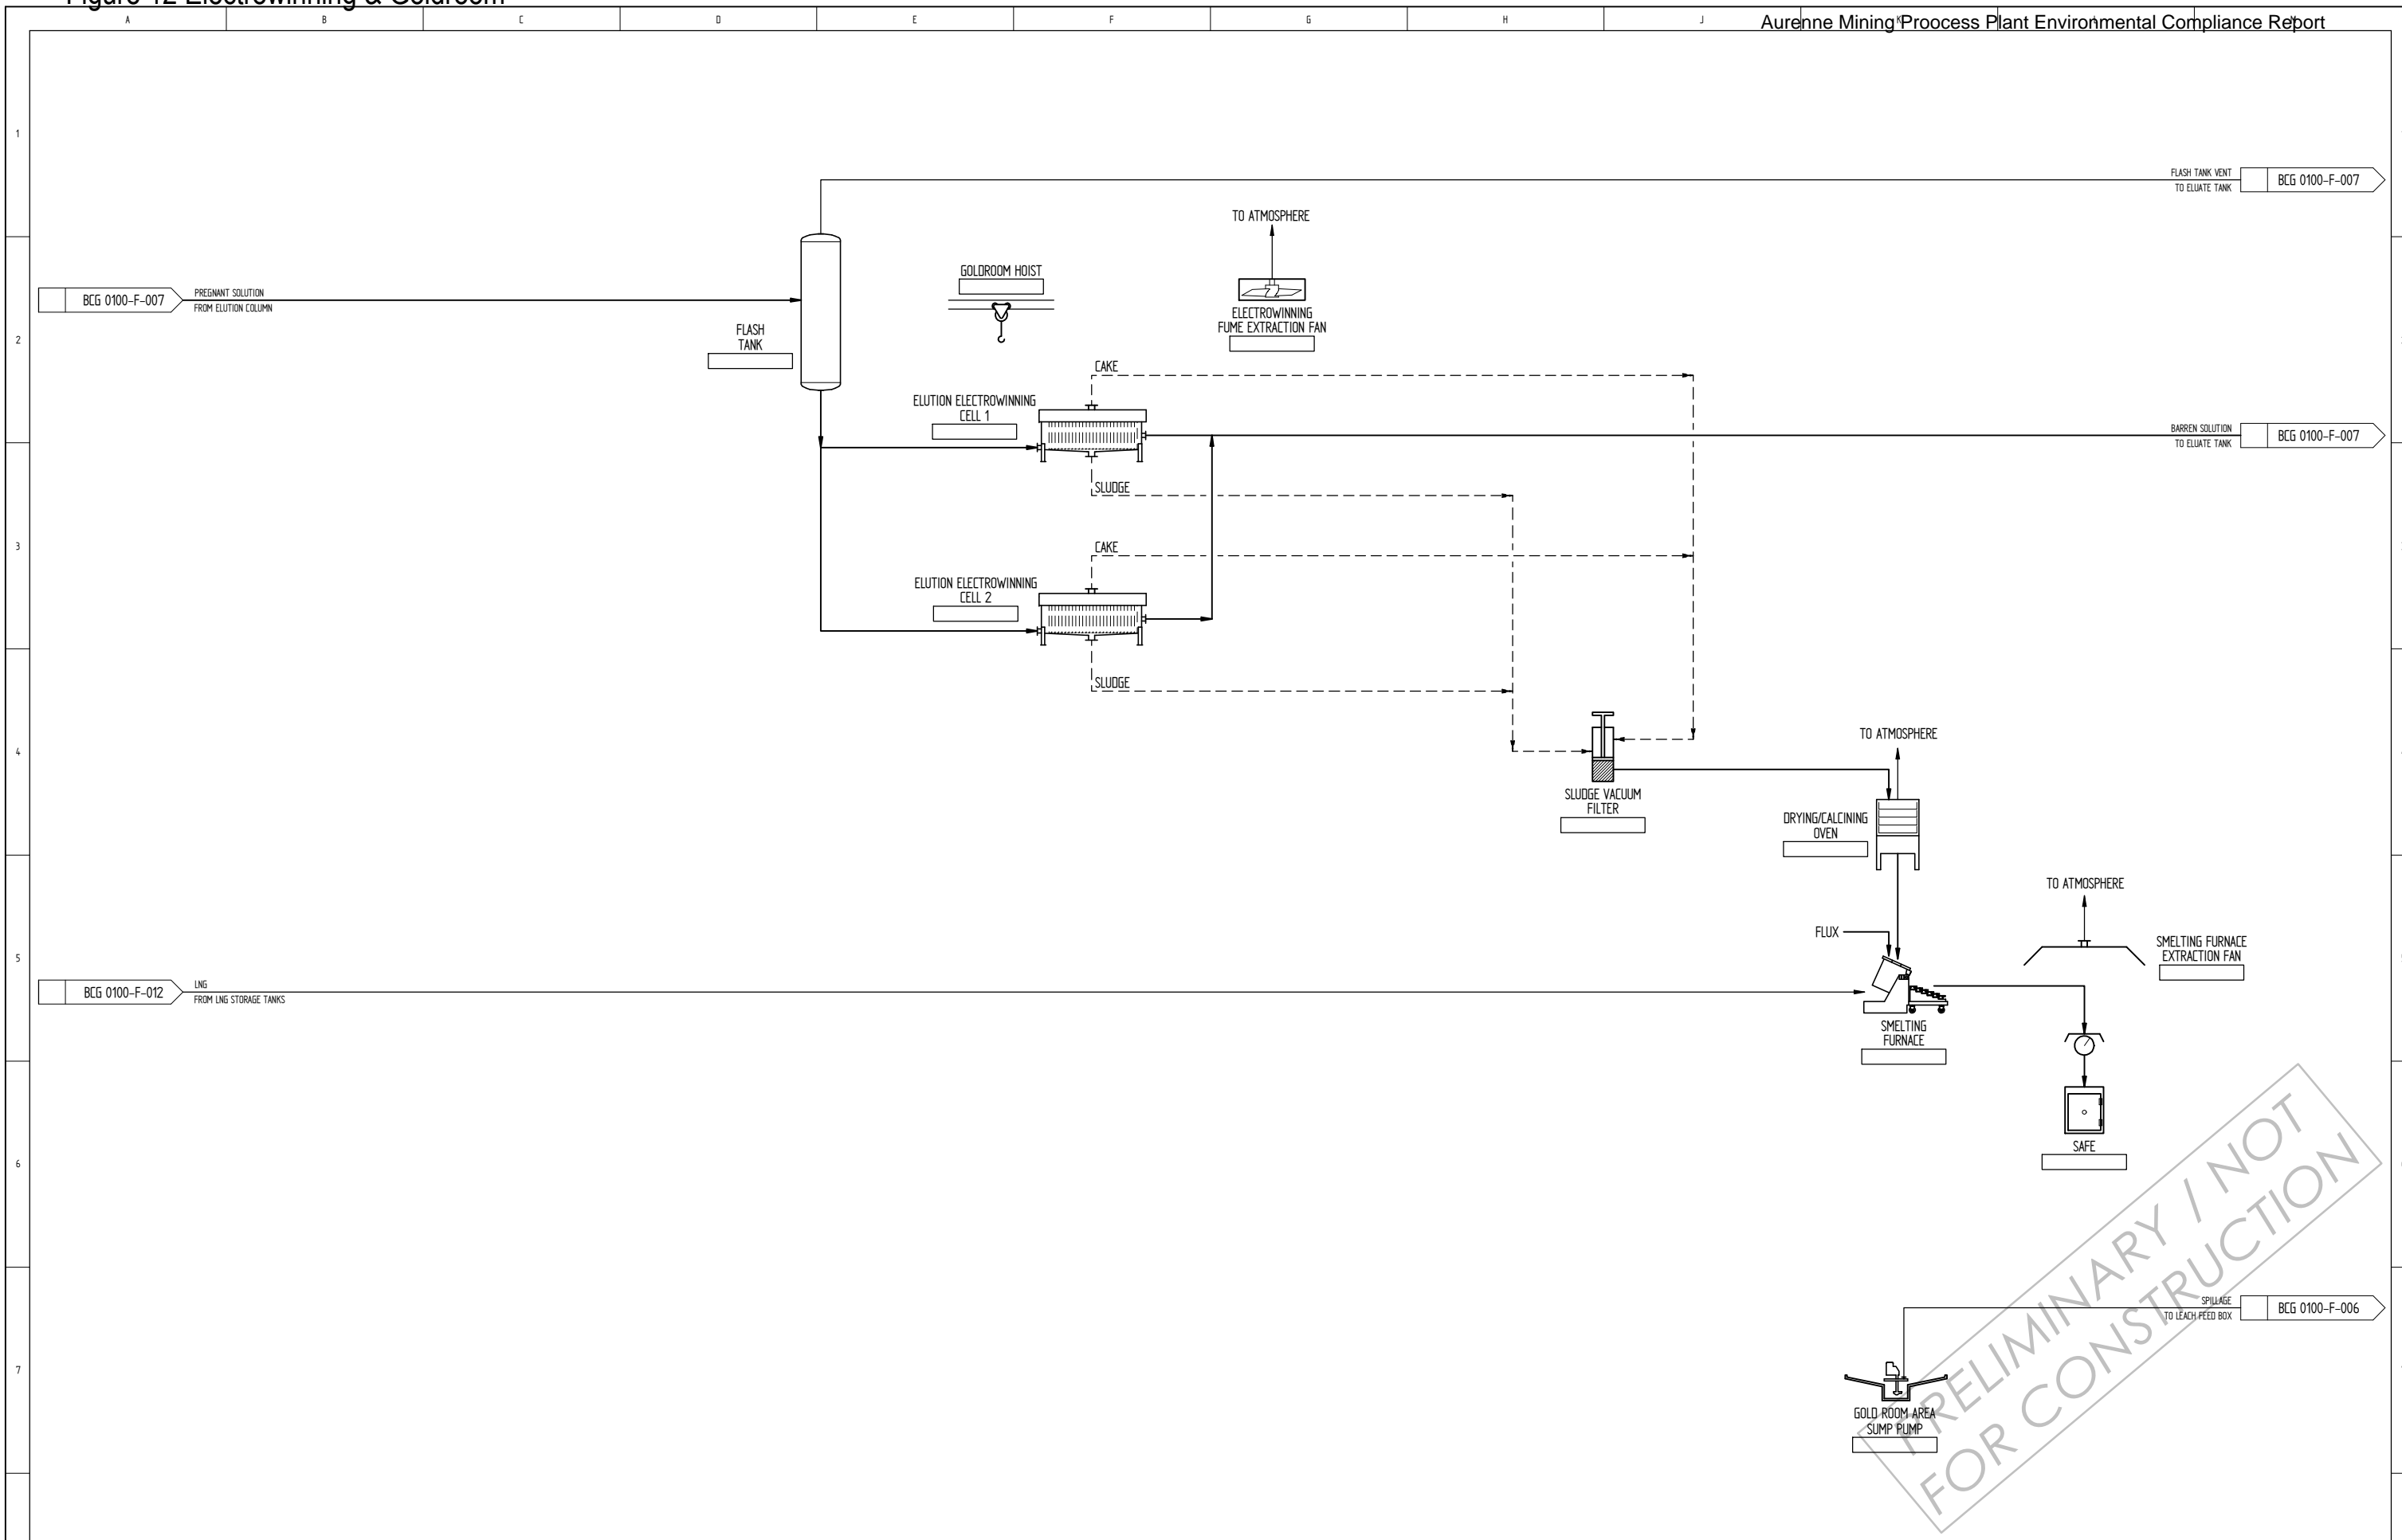 Figure 12 Electrowinning & Goldroom
A B C D E F G H J K L M
Aurenne Mining Proocess Plant Environmental Compliance Report
1
FLASH TANK VENT
TO ELUATE TANK
BCG 0100-F-007
TO ATMOSPHERE
GOLDROOM HOIST
BCG 0100-F-007
PREGNANT SOLUTION
FROM ELUTION COLUMN
ELECTROWINNING
FUME EXTRACTION FAN
2
FLASH
TANK
CAKE
ELUTION ELECTROWINNING
CELL 1
BARREN SOLUTION
TO ELUATE TANK
BCG 0100-F-007
SLUDGE
3
CAKE
ELUTION ELECTROWINNING
CELL 2
SLUDGE
4
TO ATMOSPHERE
SLUDGE VACUUM
FILTER
DRYING/CALCINING
OVEN
TO ATMOSPHERE
FLUX
SMELTING FURNACE
EXTRACTION FAN
5
BCG 0100-F-012
LNG
FROM LNG STORAGE TANKS
SMELTING
FURNACE
SAFE
6
PRELIMINARY / NOT
FOR CONSTRUCTION
SPILLAGE
TO LEACH FEED BOX
BCG 0100-F-006
7
GOLD ROOM AREA
SUMP PUMP